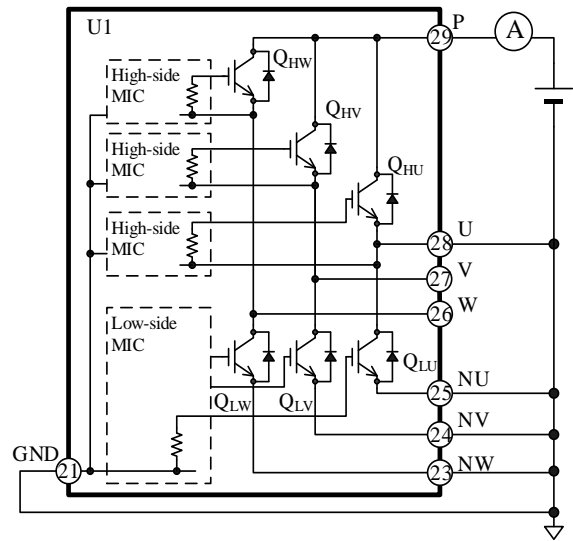 U1
P
29
A
High-side
MIC
QHW
High-side
MIC
QHV
High-side
MIC
QHU
28
U
27
V
26
W
Low-side
MIC
QLW
QLV
QLU
25
NU
24
NV
GND
21
23
NW